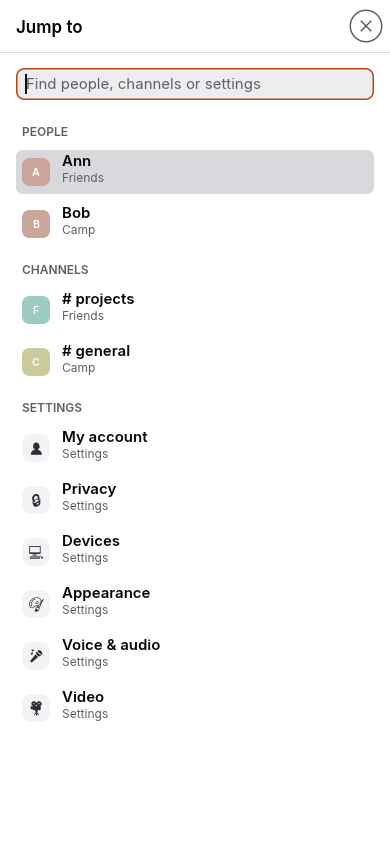 Jump to
Find people, channels or settings
PEOPLE
A
Ann
Friends
B
Bob
Camp
CHANNELS
F
# projects
Friends
C
# general
Camp
SETTINGS
My account
Settings
Privacy
Settings
Devices
Settings
Appearance
Settings
Voice & audio
Settings
Video
Settings